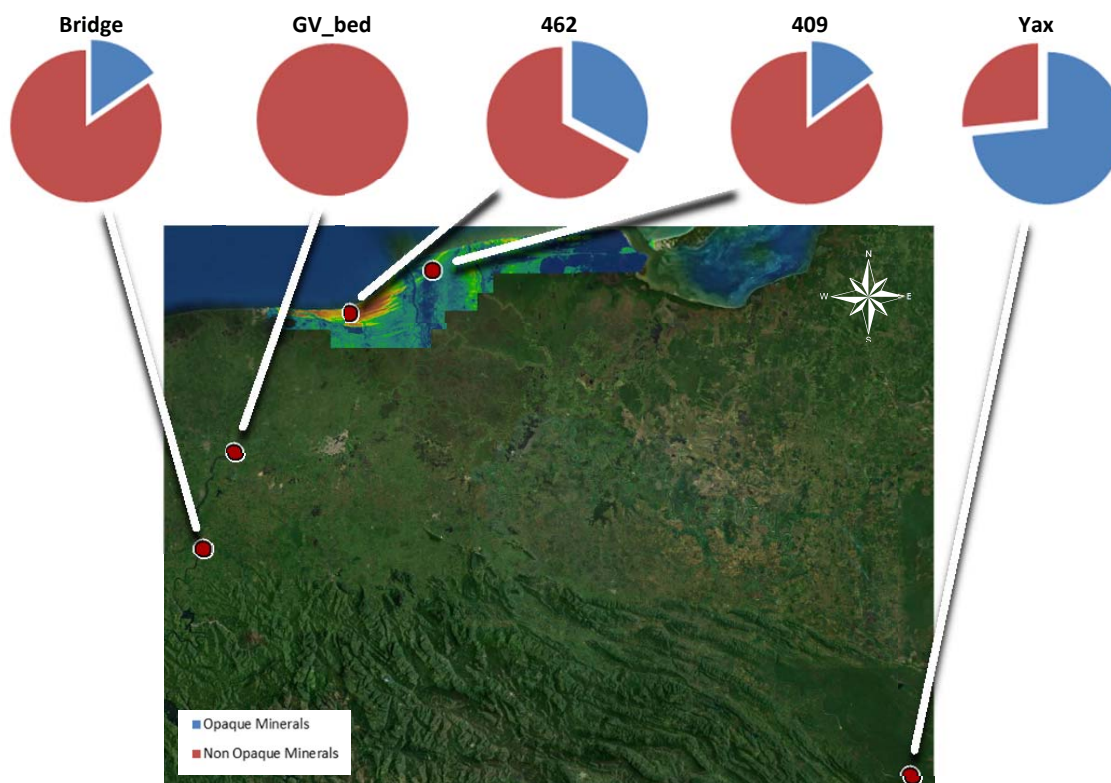 Bridge
GV_bed
462
409
Yax
N
W
E
S
Opaque Minerals
Non Opaque Minerals